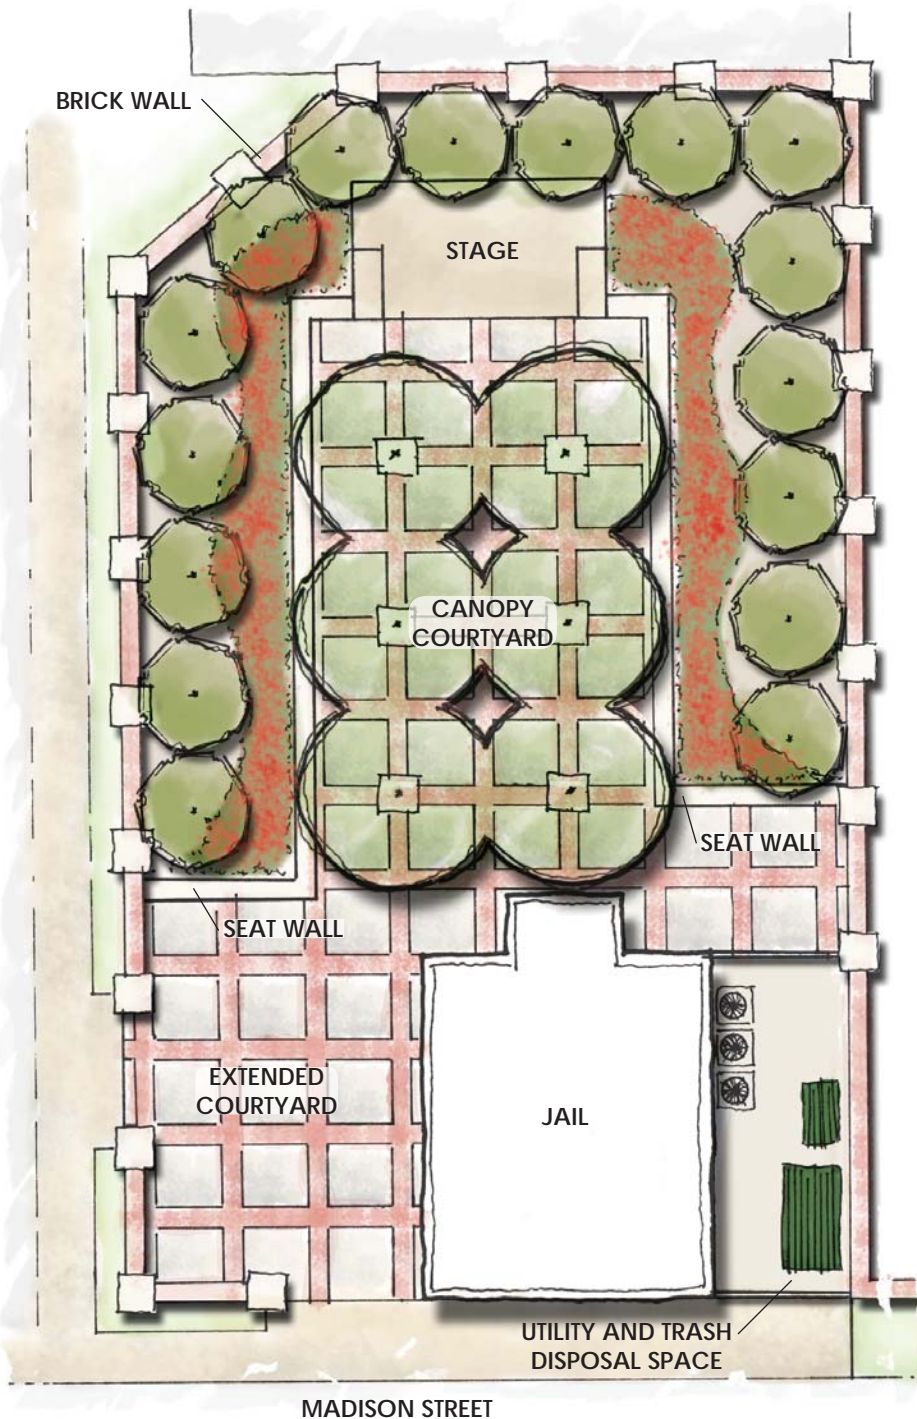 BRICK WALL
STAGE
CANOPY
COURTYARD
SEAT WALL
SEAT WALL
EXTENDED
COURTYARD
JAIL
UTILITY AND TRASH
DISPOSAL SPACE
MADISON STREET